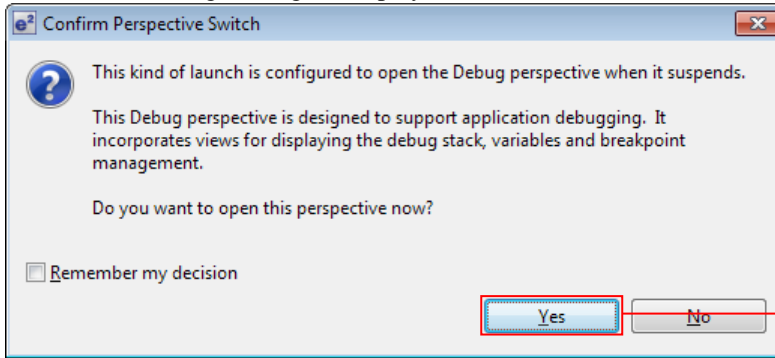 e² Confirm Perspective Switch
This kind of launch is configured to open the Debug perspective when it suspends.
This Debug perspective is designed to support application debugging. It
incorporates views for displaying the debug stack, variables and breakpoint
management.
Do you want to open this perspective now?
Remember my decision
Yes No